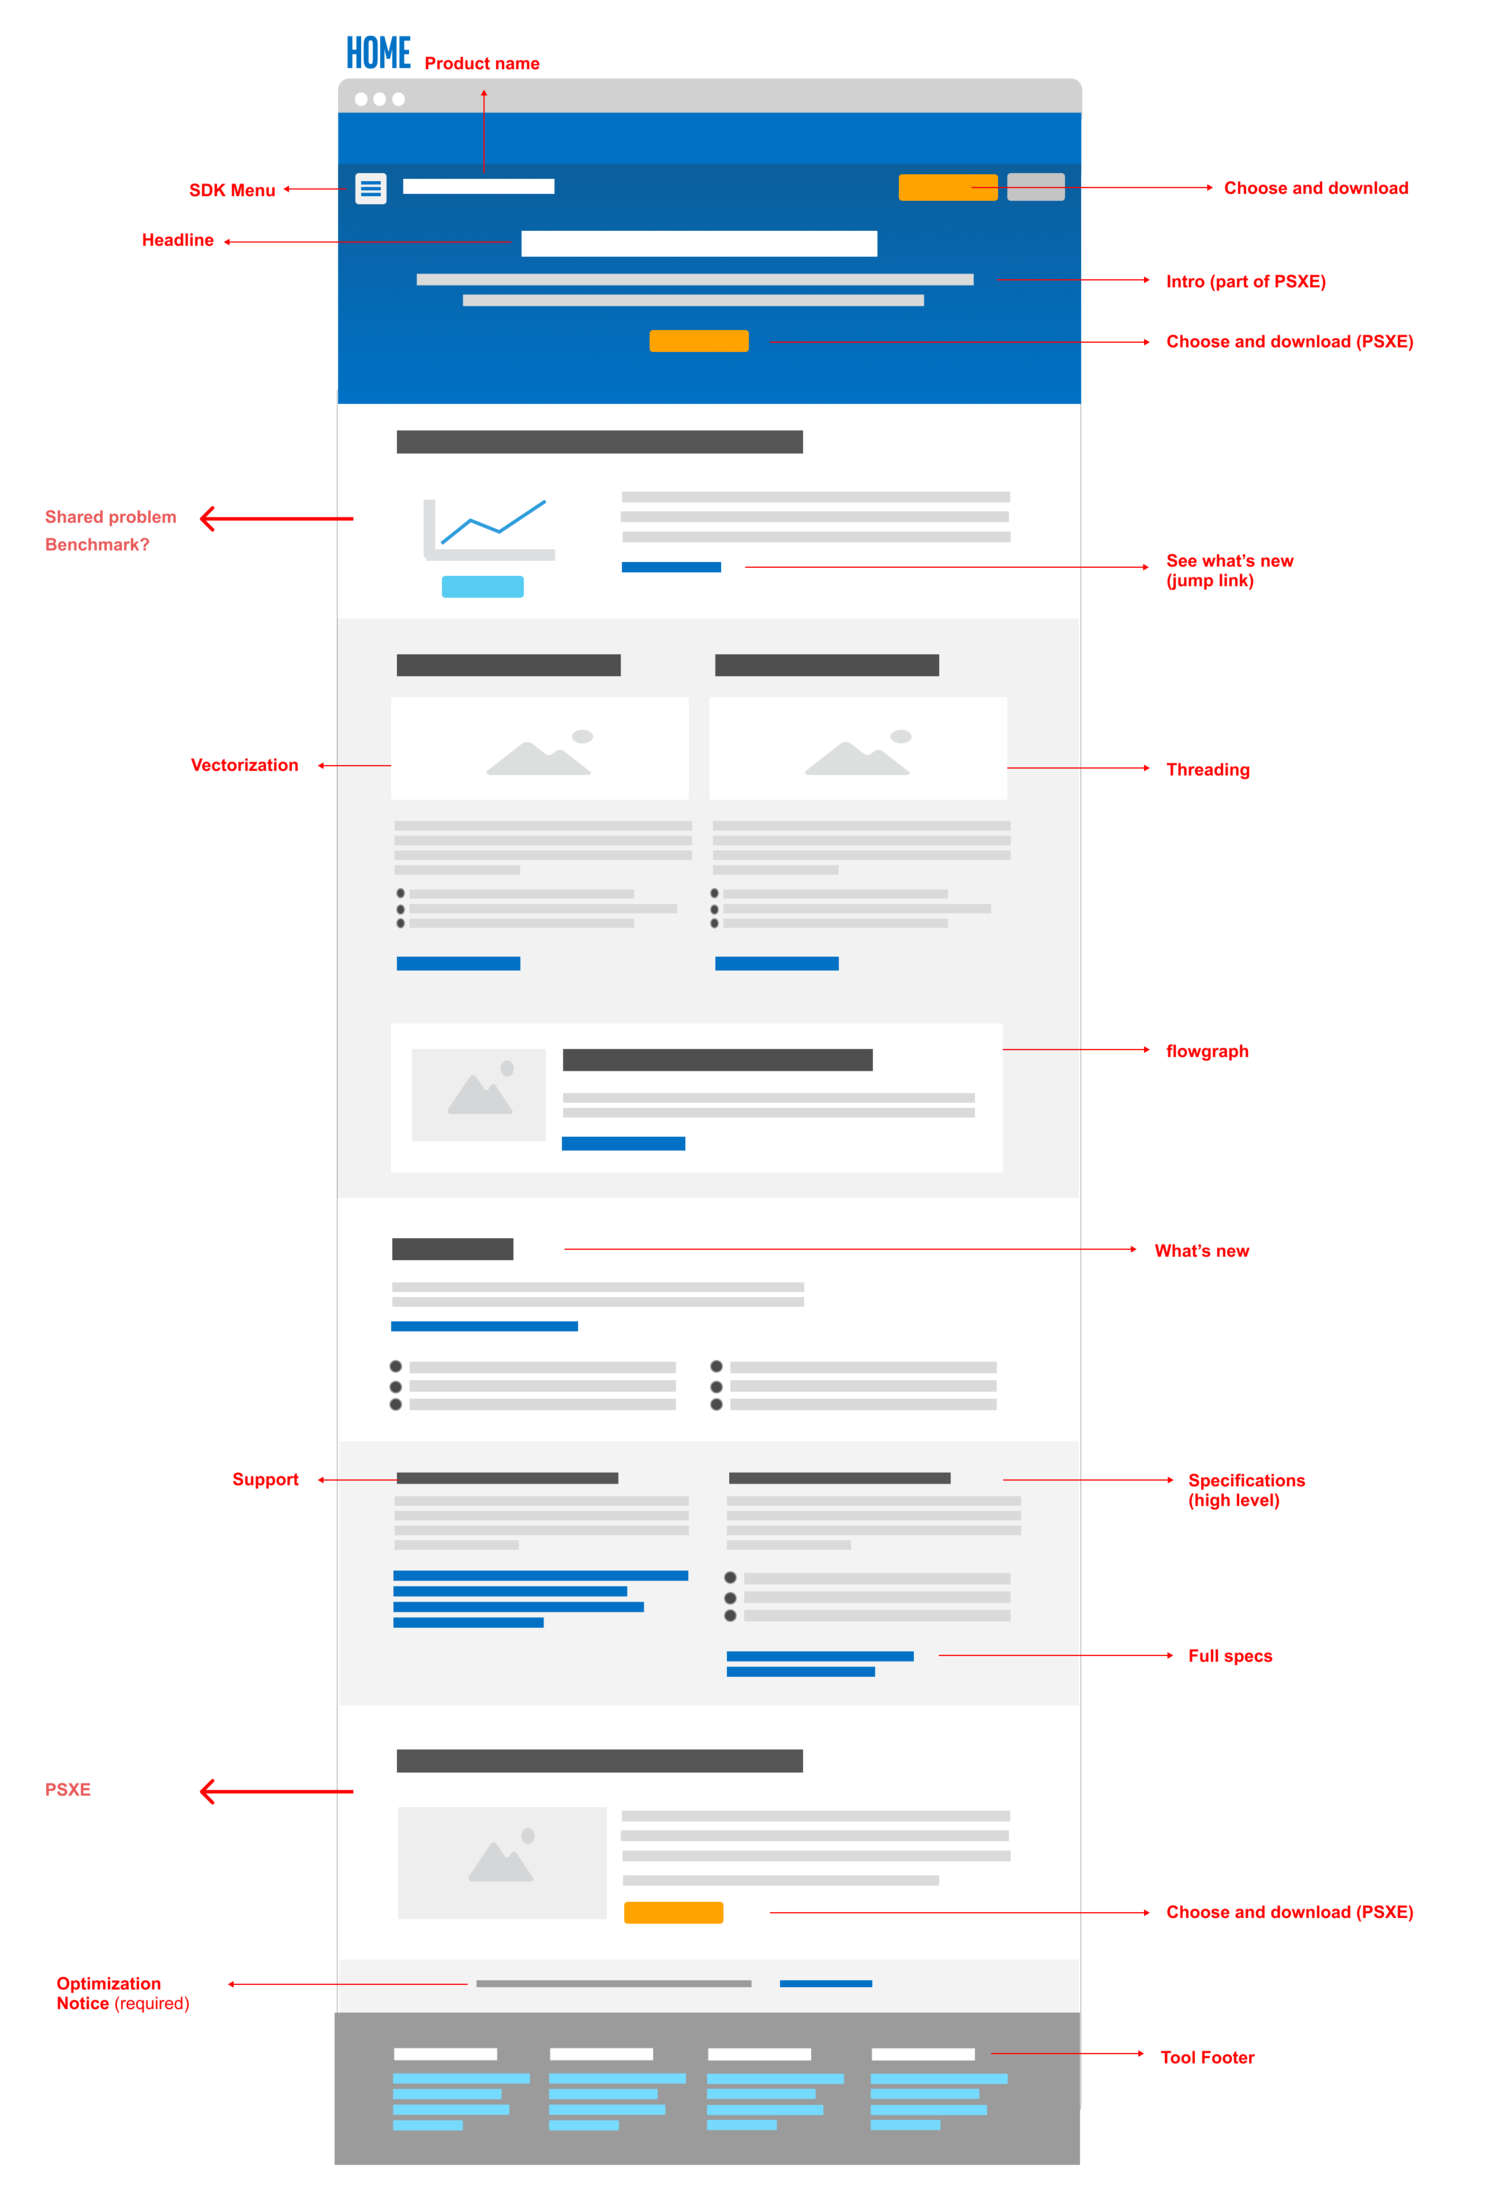 HOME
Product name
SDK Menu
Choose and download
Headline
Intro (part of PSXE)
Choose and download (PSXE)
Shared problem
Benchmark?
See what’s new
(jump link)
Vectorization
Threading
flowgraph
What’s new
Support
Specifications
(high level)
Full specs
PSXE
Choose and download (PSXE)
Optimization
Notice (required)
Tool Footer